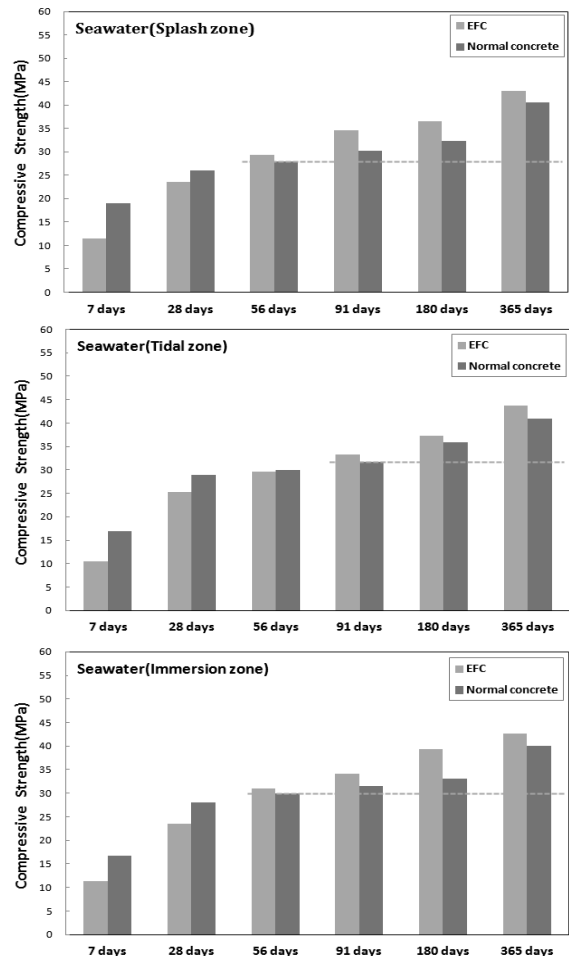 Seawater(Splash zone)
EFC
Normal concrete
Compressive Strength(MPa)
60
55
50
45
40
35
30
25
20
15
10
5
0
7 days 28 days 56 days 91 days 180 days 365 days
Seawater(Tidal zone)
EFC
Normal concrete
Compressive Strength(MPa)
60
55
50
45
40
35
30
25
20
15
10
5
0
7 days 28 days 56 days 91 days 180 days 365 days
Seawater(Immersion zone)
EFC
Normal concrete
Compressive Strength(MPa)
60
55
50
45
40
35
30
25
20
15
10
5
0
7 days 28 days 56 days 91 days 180 days 365 days